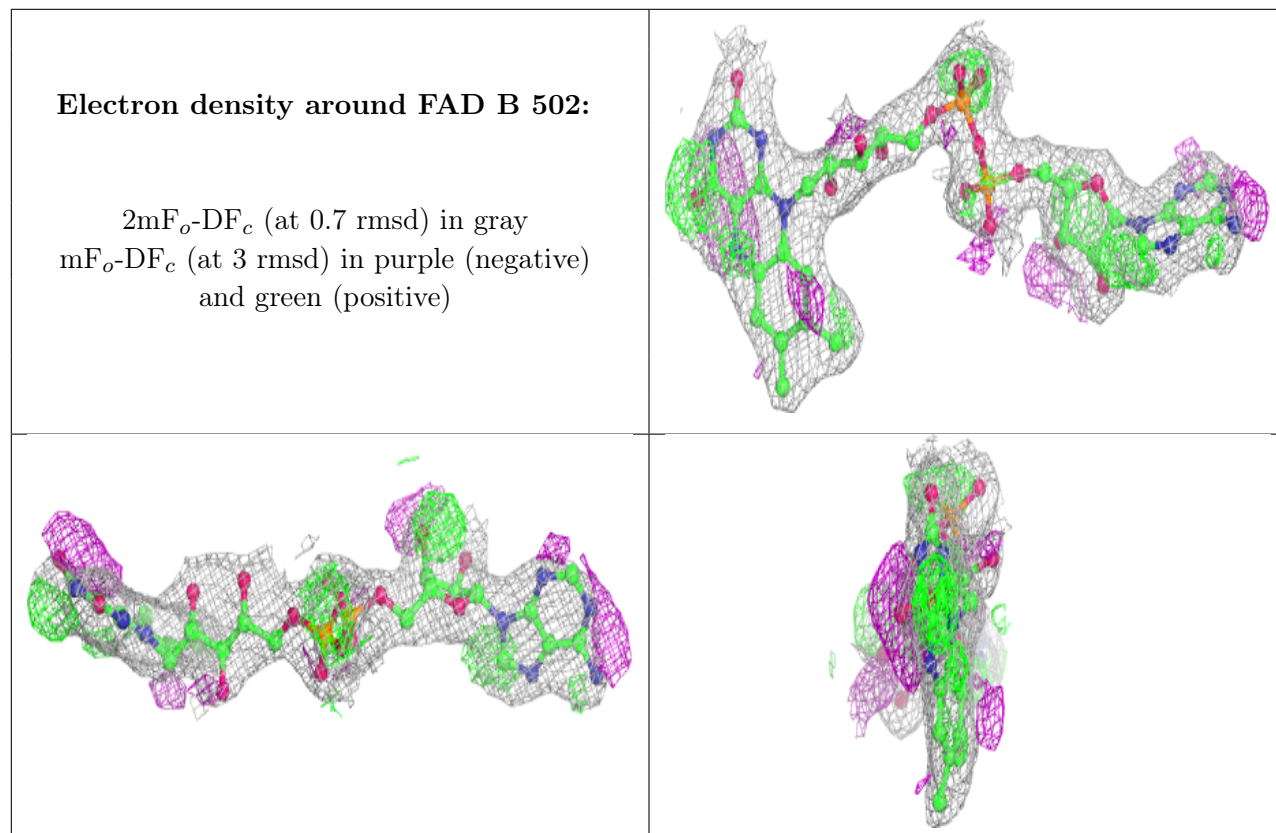 Electron density around FAD B 502:
2mFo-DFc (at 0.7 rmsd) in gray
mFo-DFc (at 3 rmsd) in purple (negative)
and green (positive)